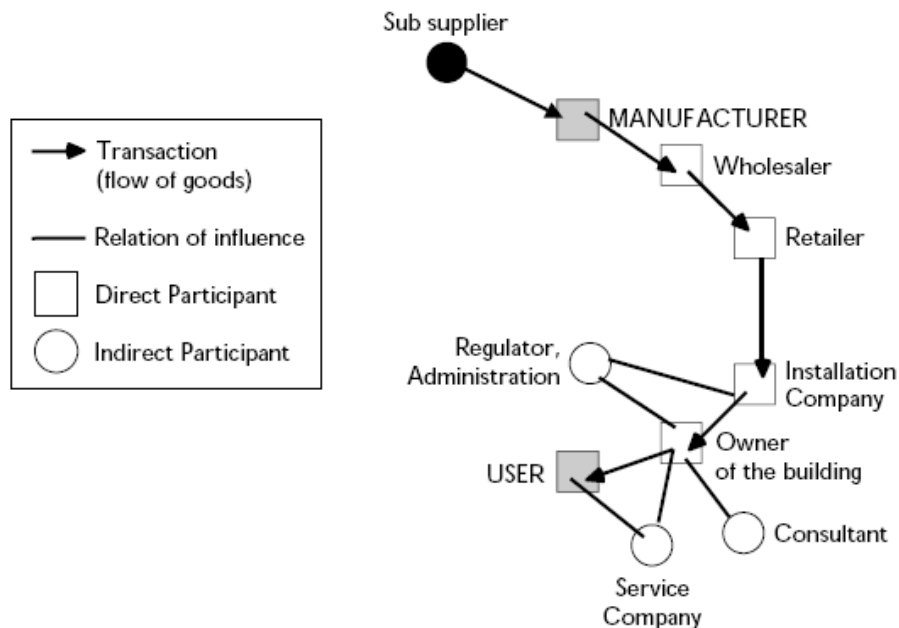 Sub supplier
MANUFACTURER
Wholesaler
Retailer
Transaction
(flow of goods)
Relation of influence
Direct Participant
Indirect Participant
Regulator,
Administration
Installation
Company
Owner
of the building
USER
Consultant
Service
Company